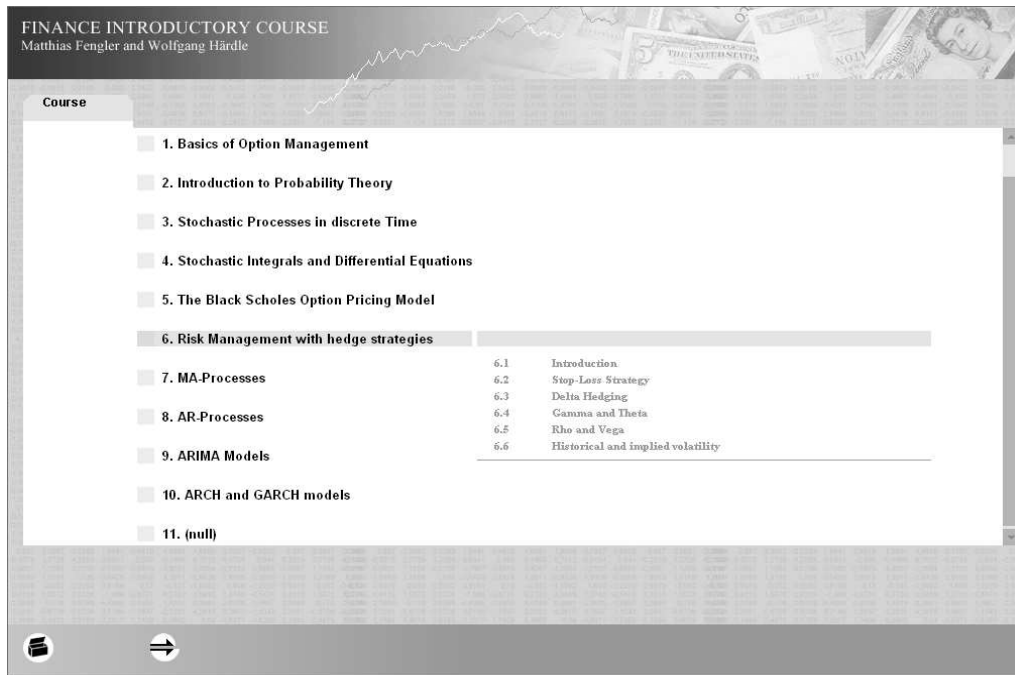 FINANCE INTRODUCTORY COURSE
Matthias Fengler and Wolfgang Härdle
THE UNITED STATES
Course
1. Basics of Option Management
2. Introduction to Probability Theory
3. Stochastic Processes in discrete Time
4. Stochastic Integrals and Differential Equations
5. The Black Scholes Option Pricing Model
6. Risk Management with hedge strategies
6.1 Introduction
6.2 Stop-Loss Strategy
6.3 Delta Hedging
6.4 Gamma and Theta
6.5 Rho and Vega
6.6 Historical and implied volatility
7. MA-Processes
8. AR-Processes
9. ARIMA Models
10. ARCH and GARCH models
11. (null)